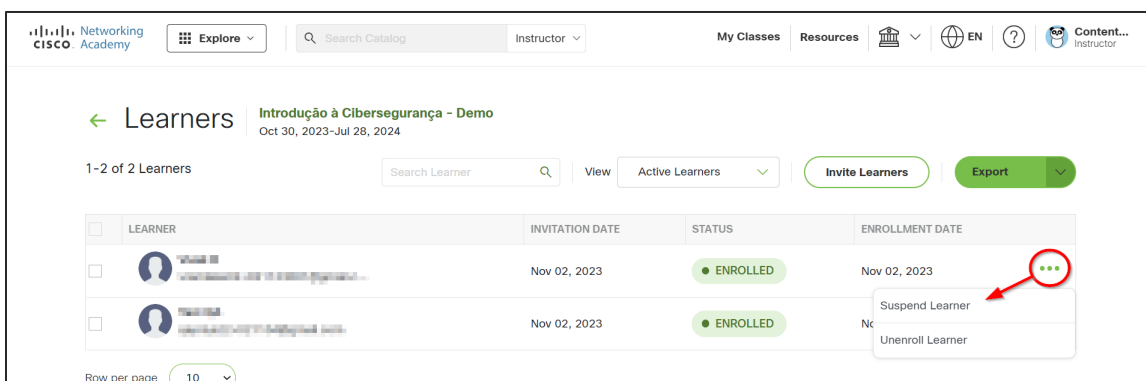 Networking
CISCO Academy
Explore
Search Catalog
Instructor
My Classes
Resources
EN
?
Content...
Instructor
← Learners
Introdução à Cibersegurança - Demo
Oct 30, 2023-Jul 28, 2024
1-2 of 2 Learners
Search Learner
View
Active Learners
Invite Learners
Export
LEARNER INVITATION DATE STATUS ENROLLMENT DATE
Nov 02, 2023 ENROLLED Nov 02, 2023
Suspend Learner
Nov 02, 2023 ENROLLED No
Unenroll Learner
Row per page 10